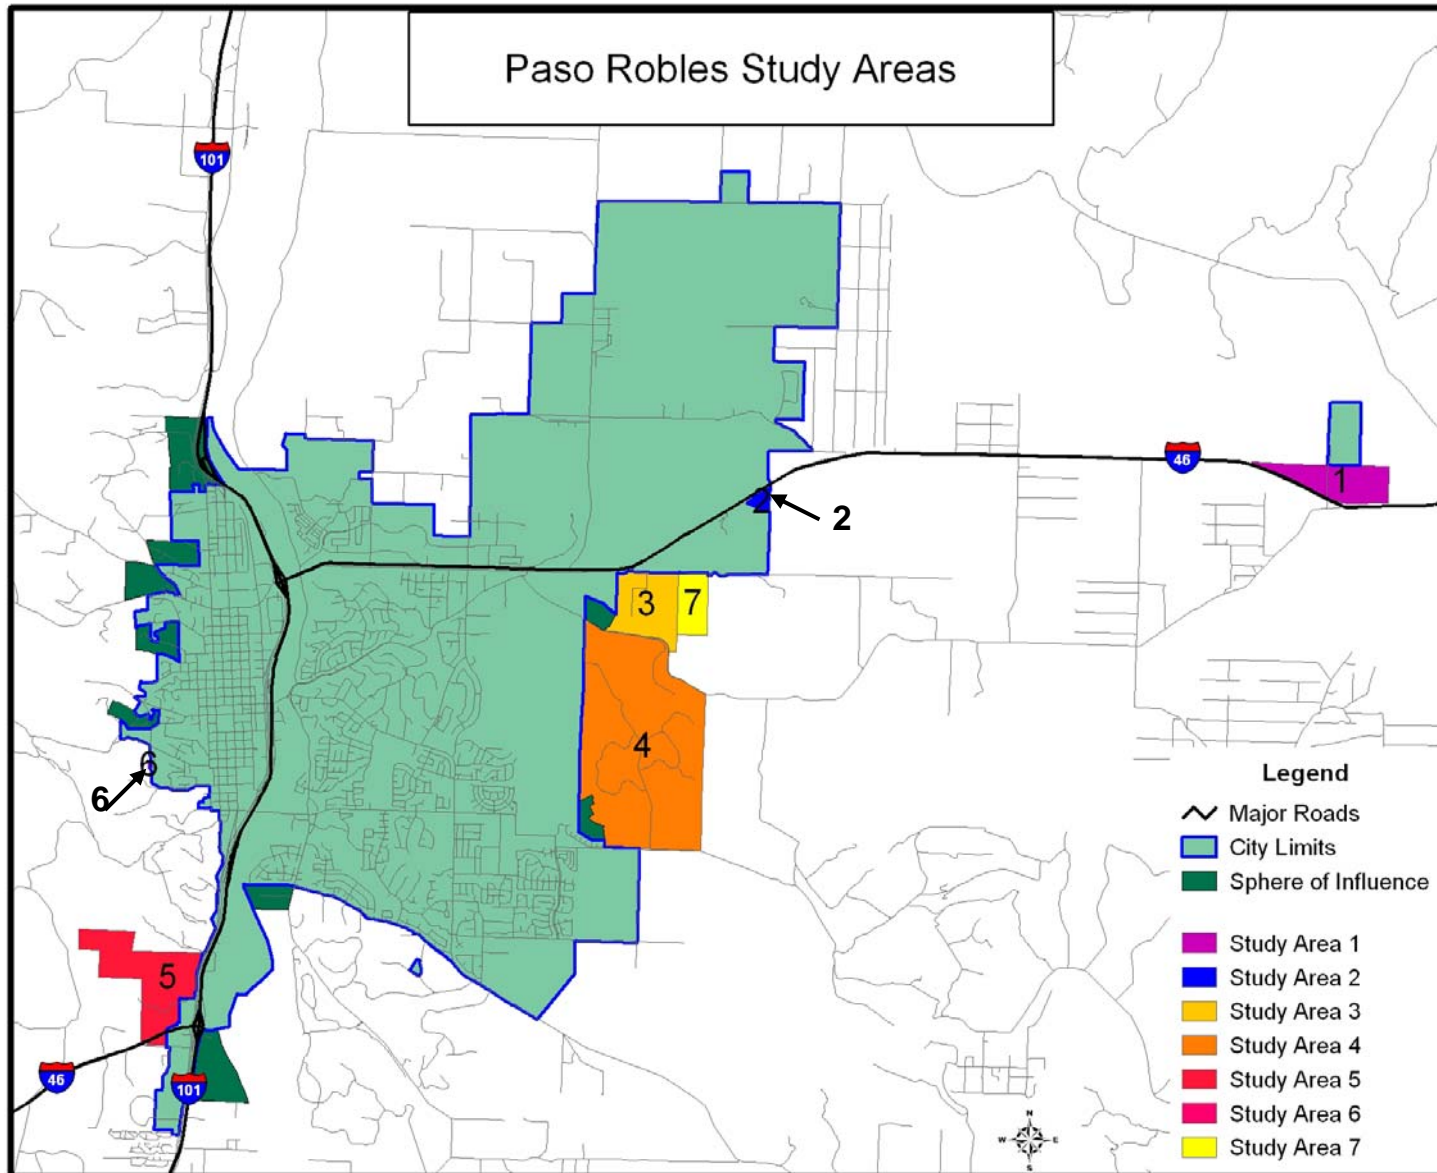 Paso Robles Study Areas
101
46
1
2
2
3
7
4
6
6
5
46
101
Legend
Major Roads
City Limits
Sphere of Influence
Study Area 1
Study Area 2
Study Area 3
Study Area 4
Study Area 5
Study Area 6
Study Area 7
N
W
E
S